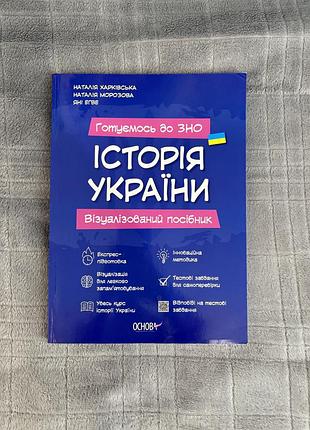 НАТАЛІЯ ХАРКІВСЬКА
НАТАЛІЯ МОРОЗОВА
ЯНІ ЕГВЕ
Готуємось до ЗНО
ІСТОРІЯ
УКРАЇНИ
Візуалізований посібник
Експрес-
підготовка
Візуалізація
для легкого
запам'ятовування
Увесь курс
історії України
Інноваційна
методика
Тестові завдання
для самоперевірки
Відповіді на тестові
завдання
ОСНОВА